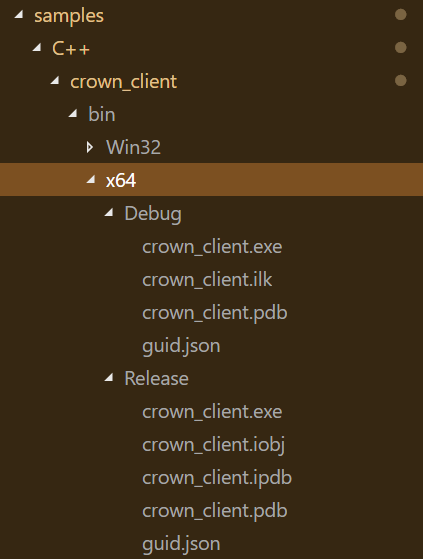 samples
C++
crown_client
bin
Win32
x64
Debug
crown_client.exe
crown_client.ilk
crown_client.pdb
guid.json
Release
crown_client.exe
crown_client.iobj
crown_client.ipdb
crown_client.pdb
guid.json